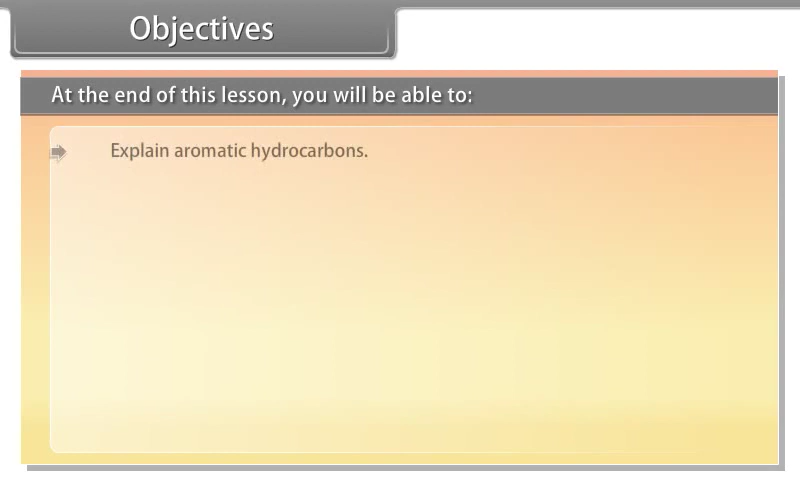 Objectives
At the end of this lesson, you will be able to:
Explain aromatic hydrocarbons.